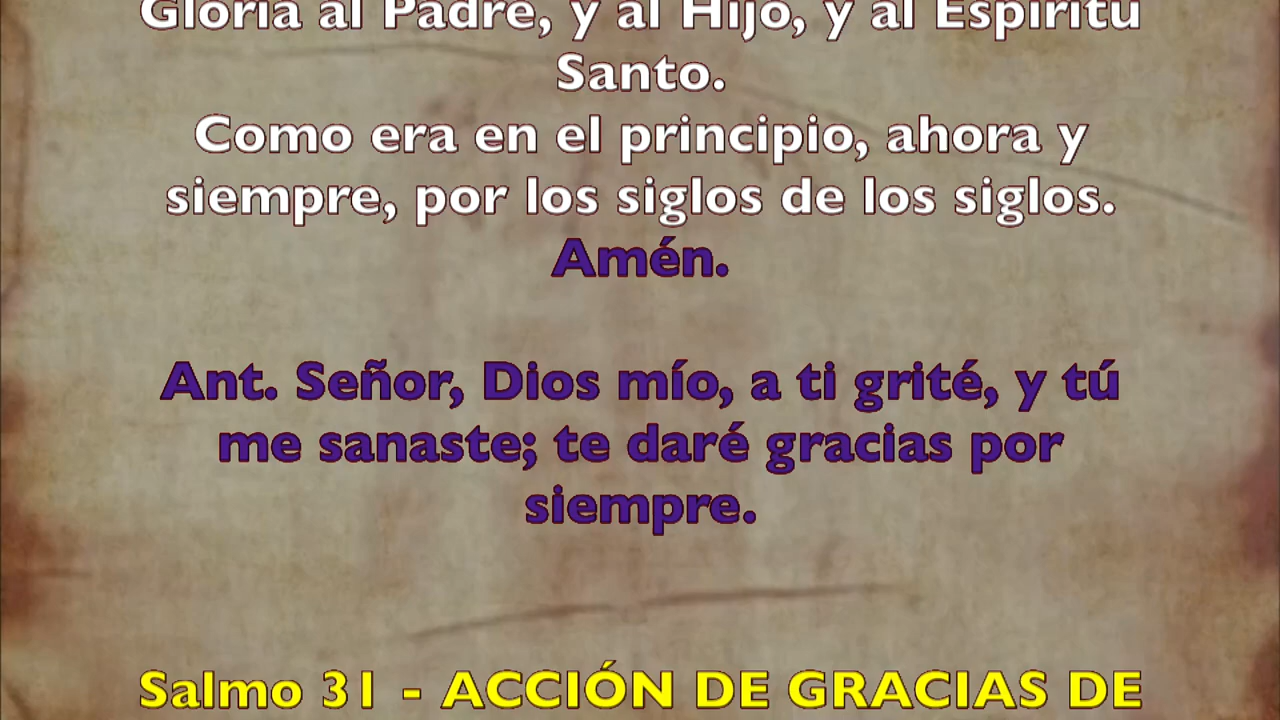 Gloria al Padre, y al Hijo, y al Espíritu
Santo.
Como era en el principio, ahora y
siempre, por los siglos de los siglos.
Amén.
Ant. Señor, Dios mío, a ti grité, y tú
me sanaste; te daré gracias por
siempre.
Salmo 31 - ACCIÓN DE GRACIAS DE